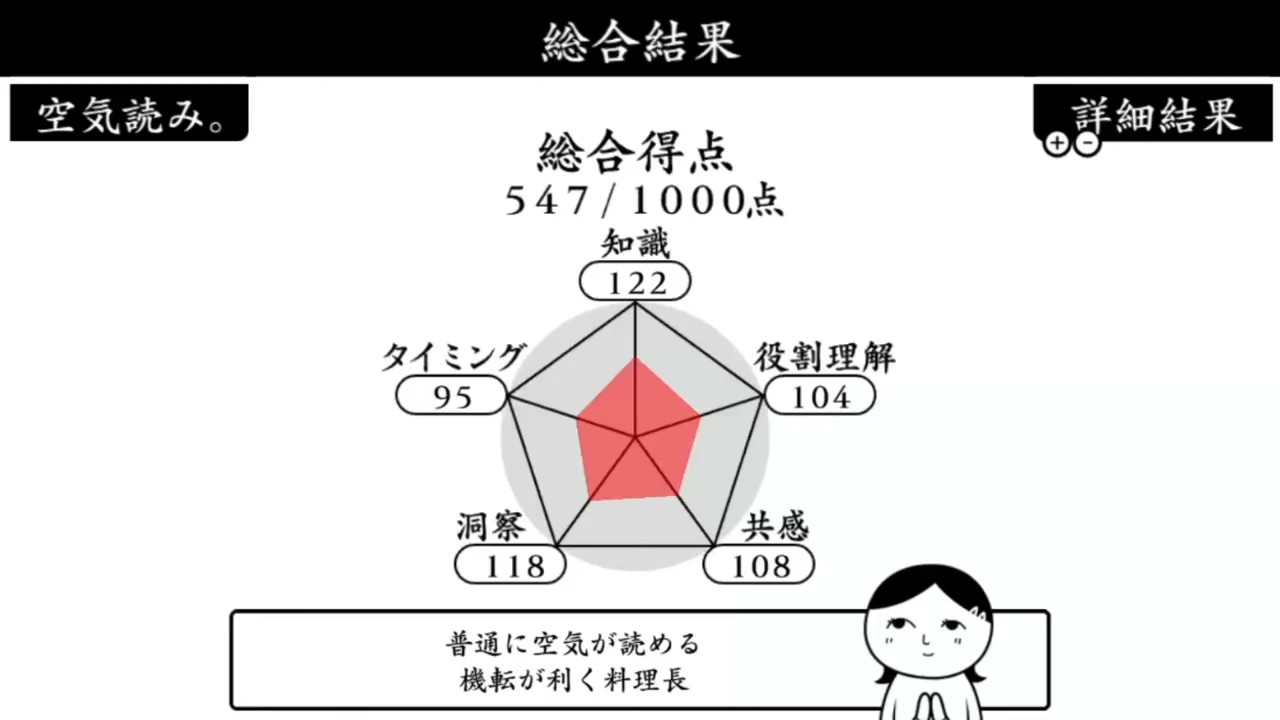 総合結果
空気読み。
詳細結果
総合得点
547/1000点
知識
122
タイミング
95
役割理解
104
洞察
118
共感
108
普通に空気が読める
機転が利く料理長